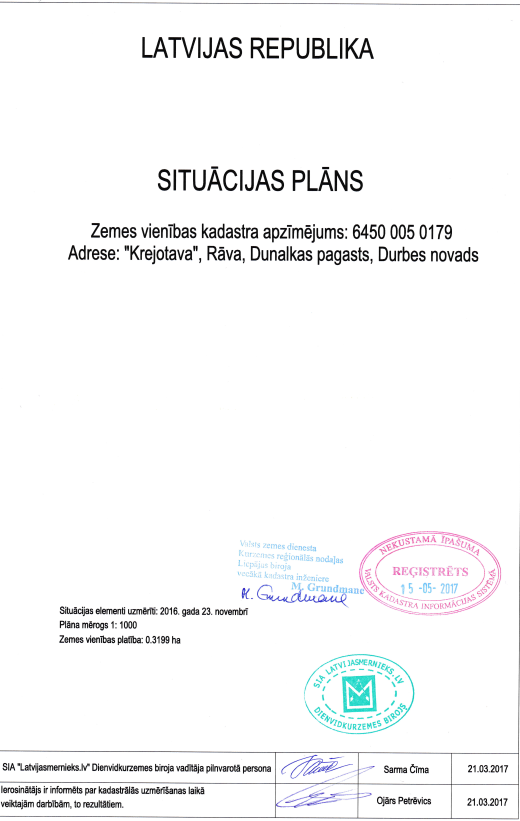 LATVIJAS REPUBLIKA
SITUĀCIJAS PLĀNS
Zemes vienības kadastra apzīmējums: 6450 005 0179
Adrese: "Krejotava", Rāva, Dunalkas pagasts, Durbes novads
Valsts zemes dienesta
Kurzemes reģionālās nodaļas
Liepājas biroja
vecākā kadastra inženiere
M. Grundmane
M. Grundmane
NEKUSTAMĀ ĪPAŠUMA
REĢISTRĒTS
15 -05- 2017
VALSTS KADASTRA INFORMĀCIJAS SISTĒMĀ
Situācijas elementi uzmērīti: 2016. gada 23. novembrī
Plāna mērogs 1: 1000
Zemes vienības platība: 0.3199 ha
SIA LATVIJASMERNIEKS.LV
DIENVIDKURZEMES BIROJS
SIA "Latvijasmernieks.lv" Dienvidkurzemes biroja vadītāja pilnvarotā persona
Sarma Čīma
21.03.2017
Ierosinātājs ir informēts par kadastrālās uzmērīšanas laikā
veiktajām darbībām, to rezultātiem.
Ojārs Petrēvics
21.03.2017